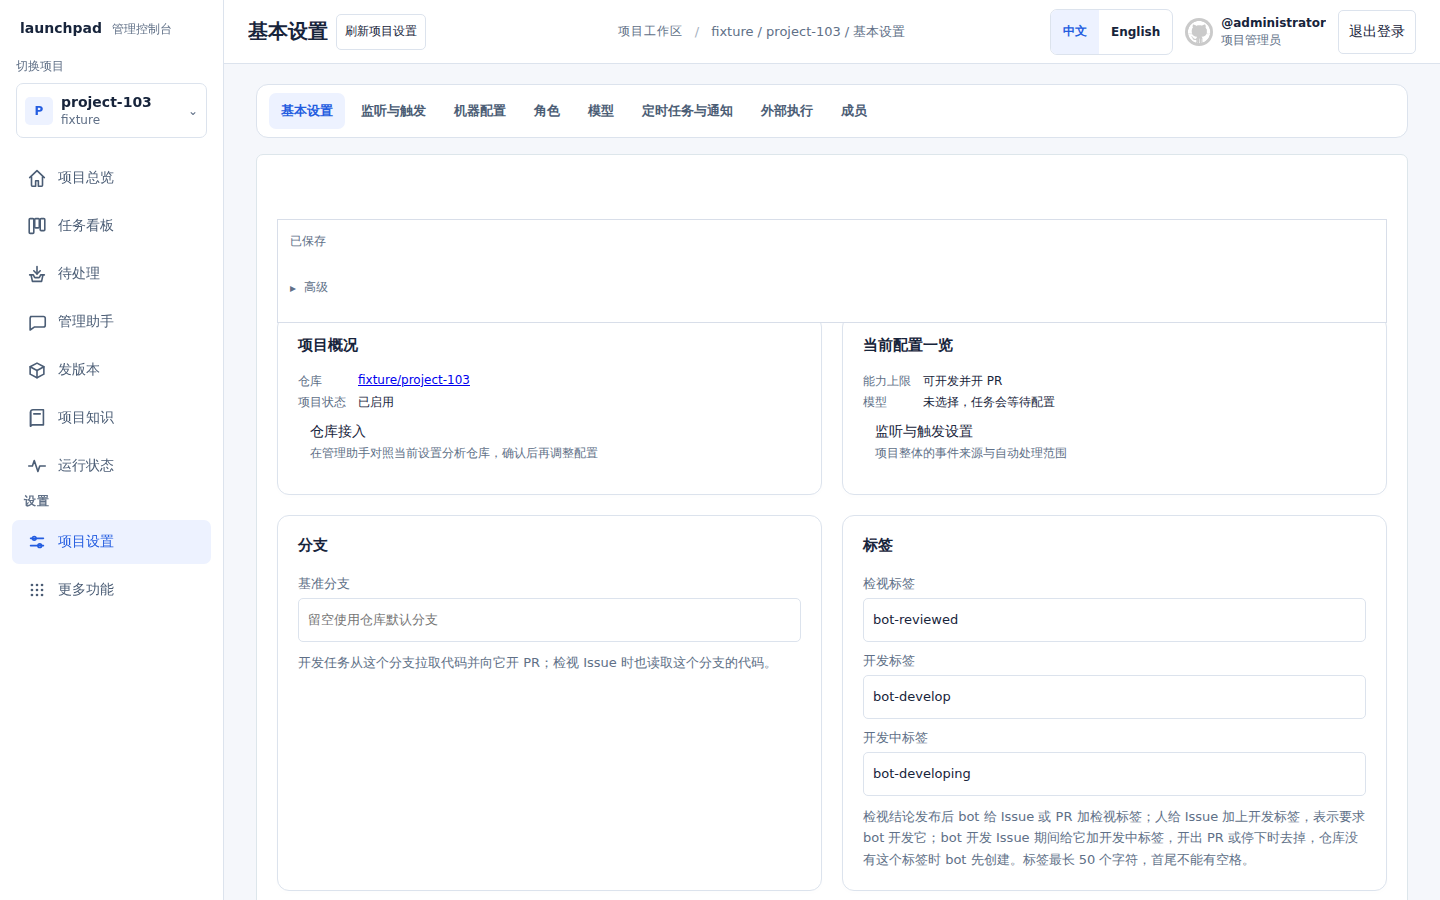 launchpad 管理控制台
切换项目
P
project-103
fixture
项目总览
任务看板
待处理
管理助手
发版本
项目知识
运行状态
设置
项目设置
更多功能
基本设置
刷新项目设置
项目工作区 / fixture / project-103 / 基本设置
中文 English
@administrator
项目管理员
退出登录
基本设置 监听与触发 机器配置 角色 模型 定时任务与通知 外部执行 成员
已保存
▸ 高级
项目概况
仓库 fixture/project-103
项目状态 已启用
仓库接入
在管理助手对照当前设置分析仓库，确认后再调整配置
当前配置一览
能力上限 可开发并开 PR
模型 未选择，任务会等待配置
监听与触发设置
项目整体的事件来源与自动处理范围
分支
基准分支
留空使用仓库默认分支
开发任务从这个分支拉取代码并向它开 PR；检视 Issue 时也读取这个分支的代码。
标签
检视标签
bot-reviewed
开发标签
bot-develop
开发中标签
bot-developing
检视结论发布后 bot 给 Issue 或 PR 加检视标签；人给 Issue 加上开发标签，表示要求
bot 开发它；bot 开发 Issue 期间给它加开发中标签，开出 PR 或停下时去掉，仓库没
有这个标签时 bot 先创建。标签最长 50 个字符，首尾不能有空格。